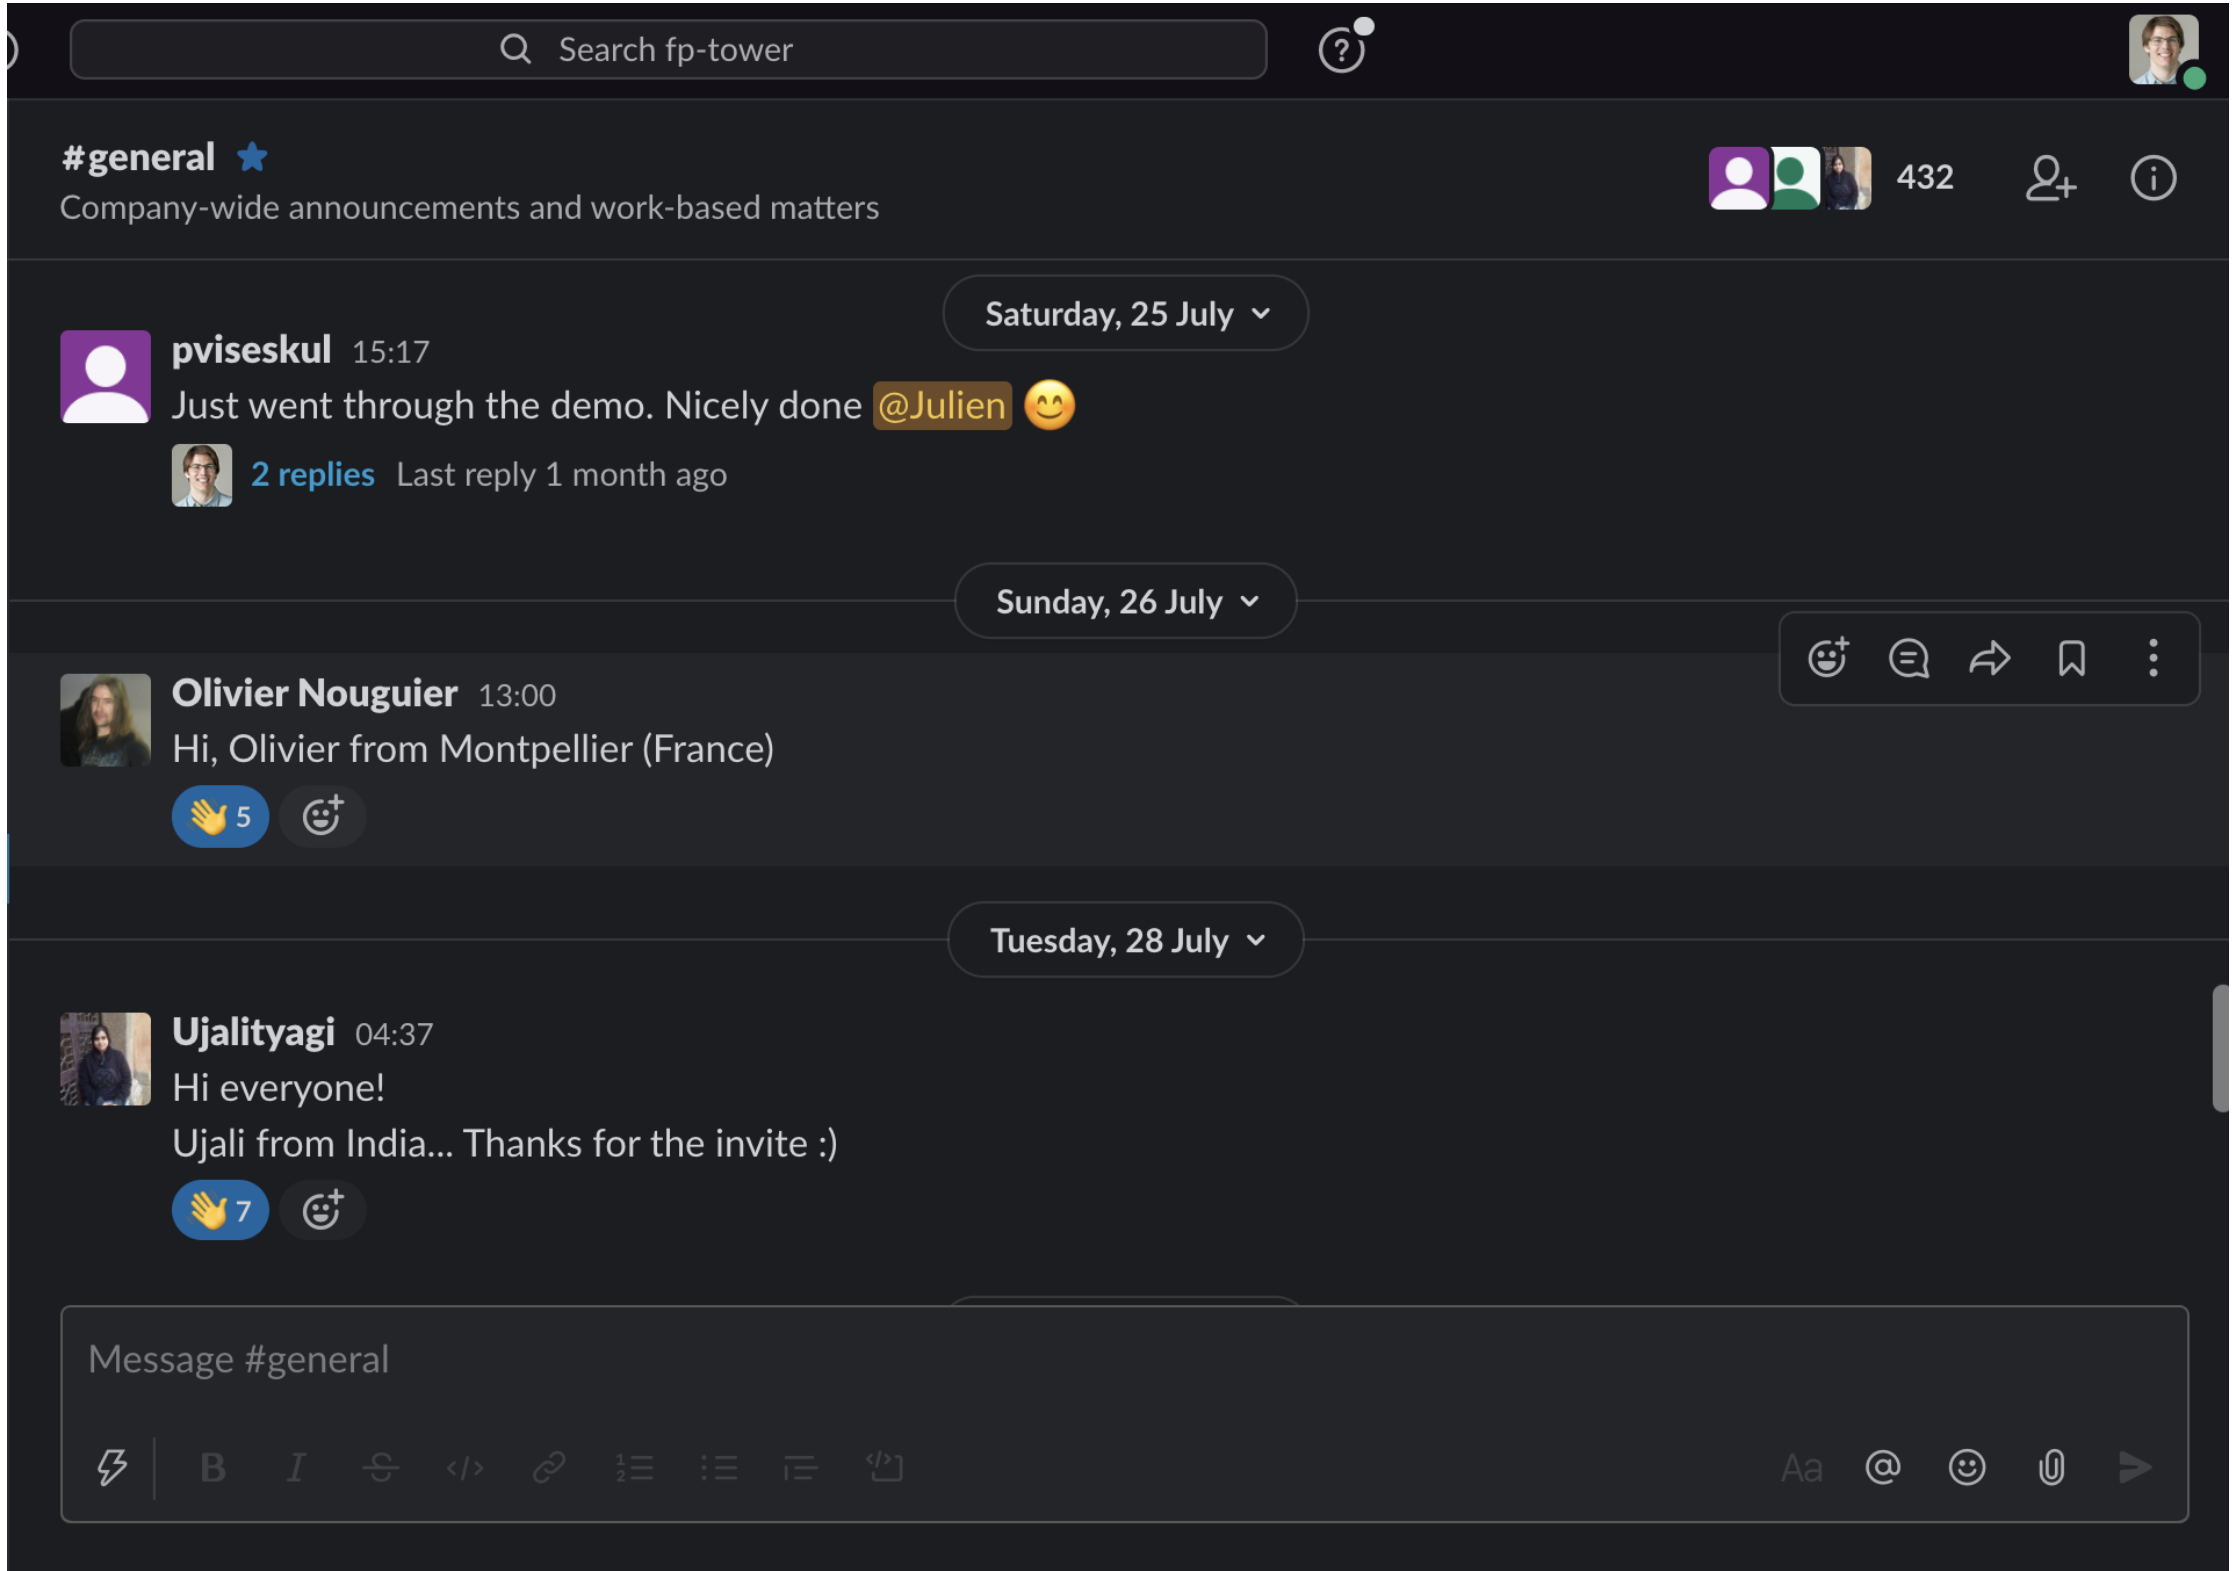 Search fp-tower
#general
Company-wide announcements and work-based matters
432
Saturday, 25 July
pviseskul 15:17
Just went through the demo. Nicely done @Julien 😊
2 replies Last reply 1 month ago
Sunday, 26 July
Olivier Nouguier 13:00
Hi, Olivier from Montpellier (France)
👋 5
Tuesday, 28 July
Ujalityagi 04:37
Hi everyone!
Ujali from India... Thanks for the invite :)
👋 7
Message #general
B I S </> Aa @